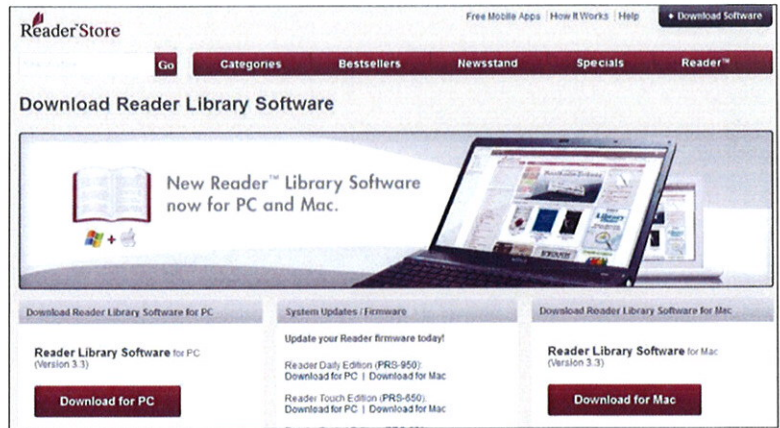 Reader Store
Free Mobile Apps | How It Works | Help
+ Download Software
Go
Categories
Bestsellers
Newsstand
Specials
Reader™
Download Reader Library Software
New Reader™ Library Software
now for PC and Mac.
+
Download Reader Library Software for PC
Reader Library Software for PC
(Version 3.3)
Download for PC
System Updates / Firmware
Update your Reader firmware today!
Reader Daily Edition (PRS-950):
Download for PC | Download for Mac
Reader Touch Edition (PRS-650):
Download for PC | Download for Mac
Download Reader Library Software for Mac
Reader Library Software for Mac
(Version 3.3)
Download for Mac